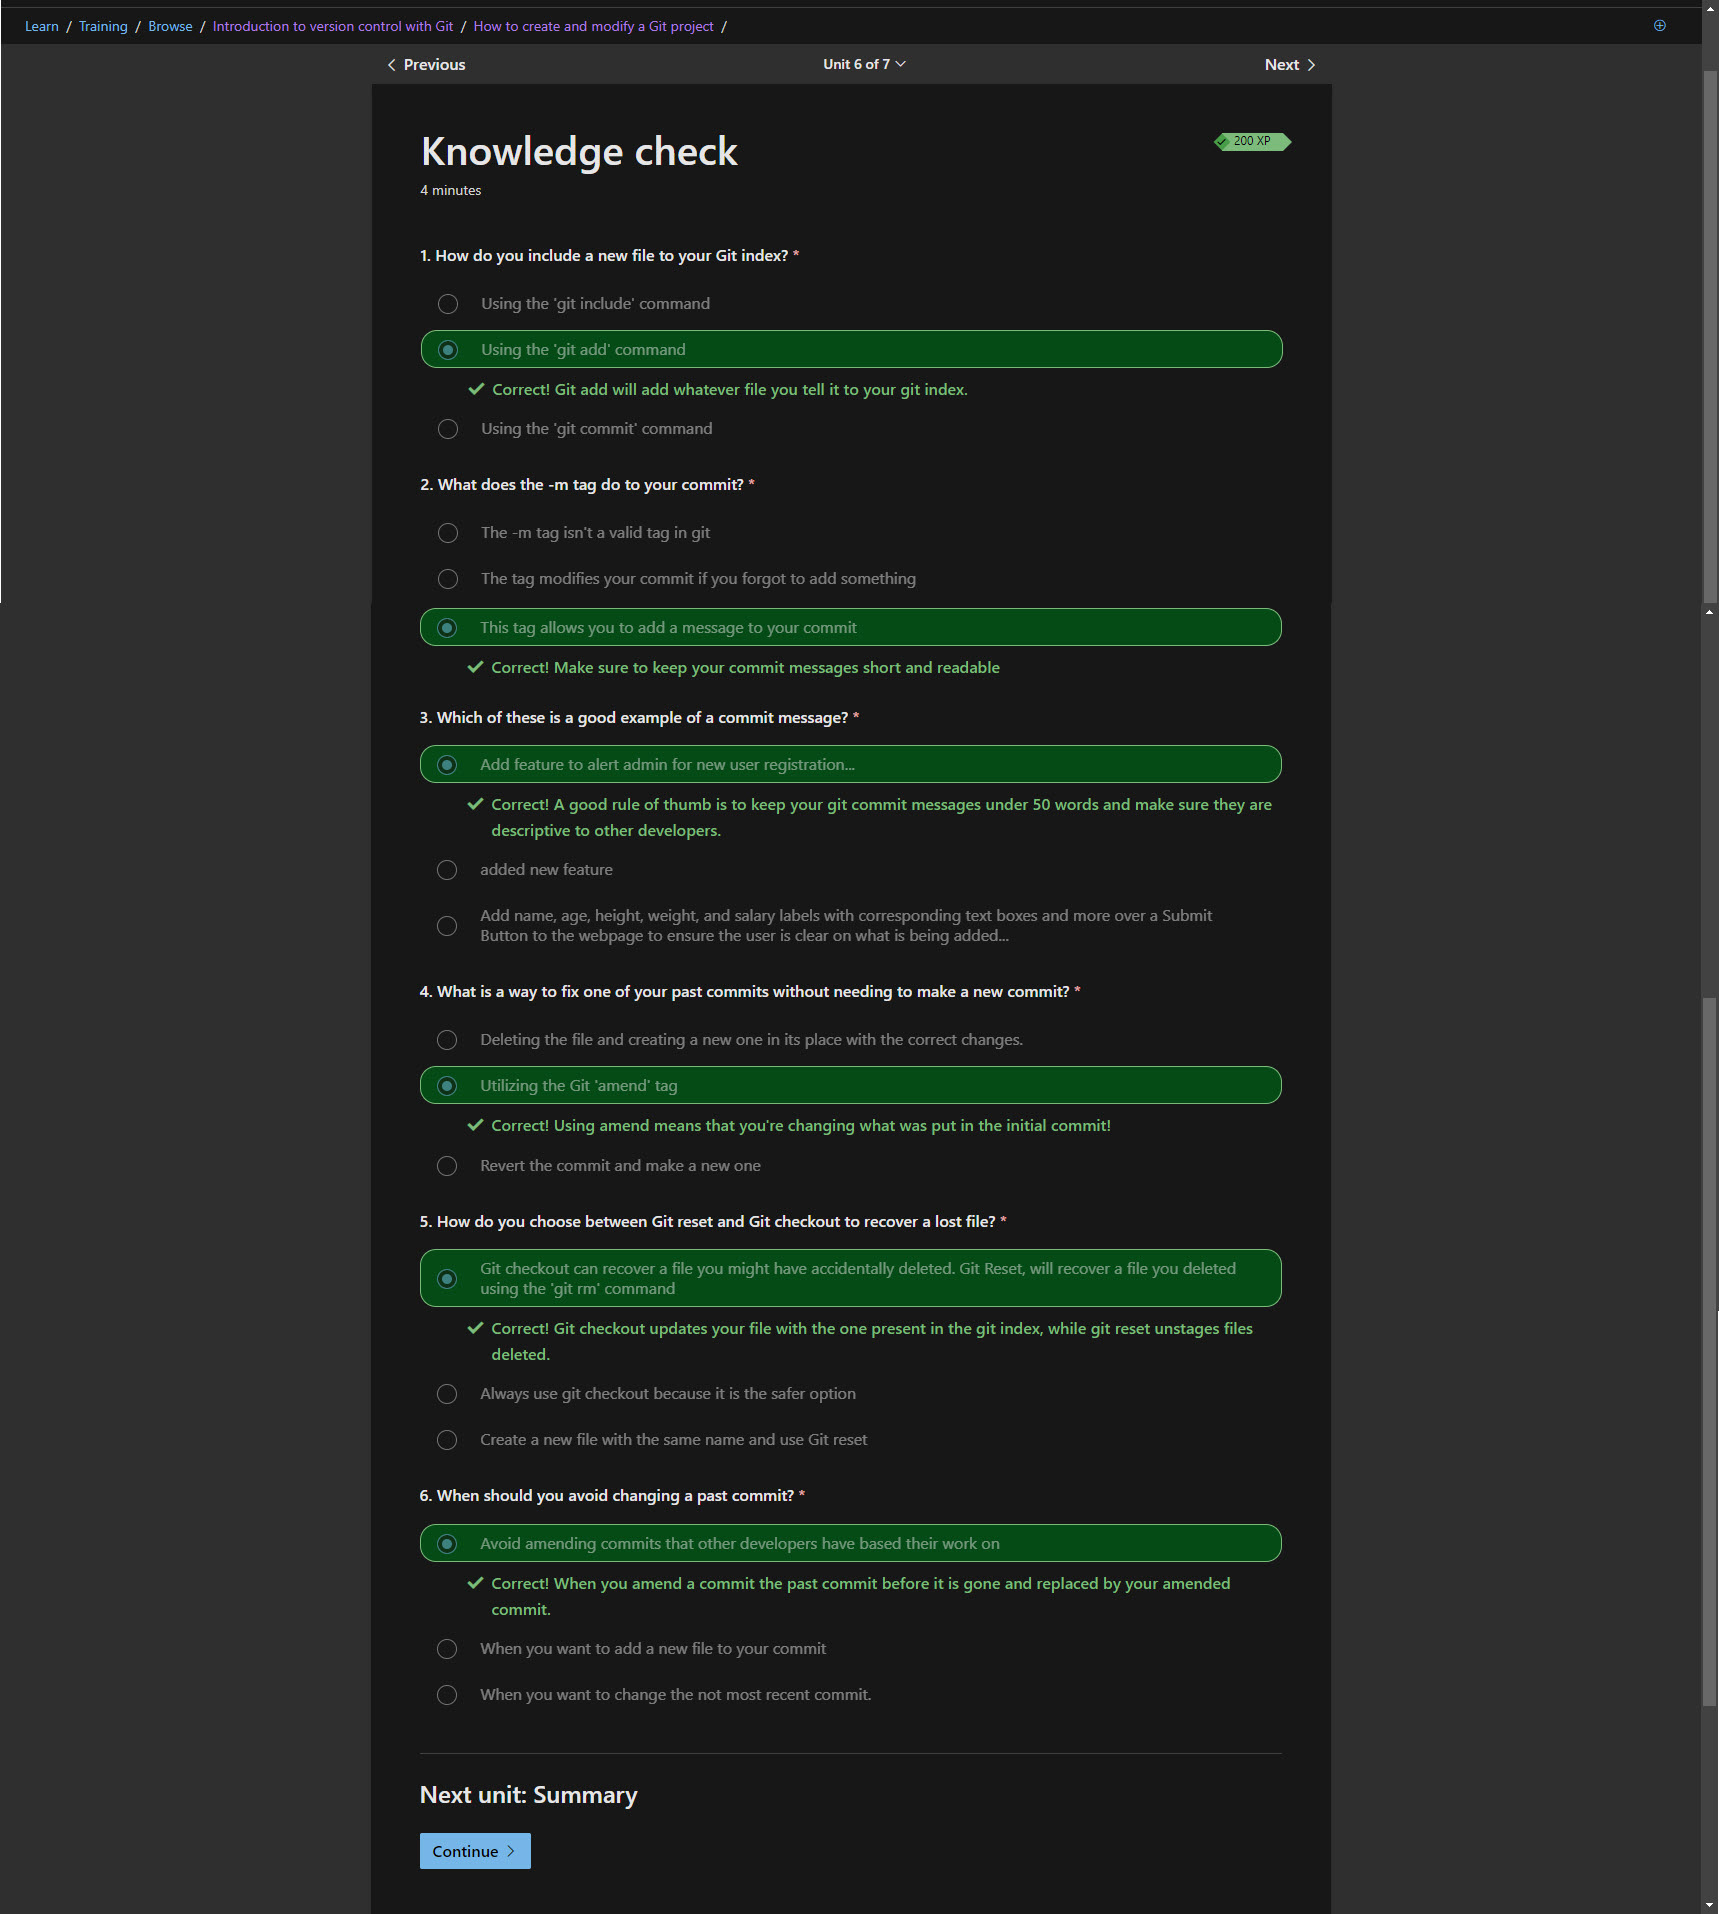 Learn / Training / Browse / Introduction to version control with Git / How to create and modify a Git project /
Previous
Unit 6 of 7
Next
Knowledge check
200 XP
4 minutes
1. How do you include a new file to your Git index? *
Using the 'git include' command
Using the 'git add' command
Correct! Git add will add whatever file you tell it to your git index.
Using the 'git commit' command
2. What does the -m tag do to your commit? *
The -m tag isn't a valid tag in git
The tag modifies your commit if you forgot to add something
This tag allows you to add a message to your commit
Correct! Make sure to keep your commit messages short and readable
3. Which of these is a good example of a commit message? *
Add feature to alert admin for new user registration...
Correct! A good rule of thumb is to keep your git commit messages under 50 words and make sure they are
descriptive to other developers.
added new feature
Add name, age, height, weight, and salary labels with corresponding text boxes and more over a Submit
Button to the webpage to ensure the user is clear on what is being added...
4. What is a way to fix one of your past commits without needing to make a new commit? *
Deleting the file and creating a new one in its place with the correct changes.
Utilizing the Git 'amend' tag
Correct! Using amend means that you're changing what was put in the initial commit!
Revert the commit and make a new one
5. How do you choose between Git reset and Git checkout to recover a lost file? *
Git checkout can recover a file you might have accidentally deleted. Git Reset, will recover a file you deleted
using the 'git rm' command
Correct! Git checkout updates your file with the one present in the git index, while git reset unstages files
deleted.
Always use git checkout because it is the safer option
Create a new file with the same name and use Git reset
6. When should you avoid changing a past commit? *
Avoid amending commits that other developers have based their work on
Correct! When you amend a commit the past commit before it is gone and replaced by your amended
commit.
When you want to add a new file to your commit
When you want to change the not most recent commit.
Next unit: Summary
Continue